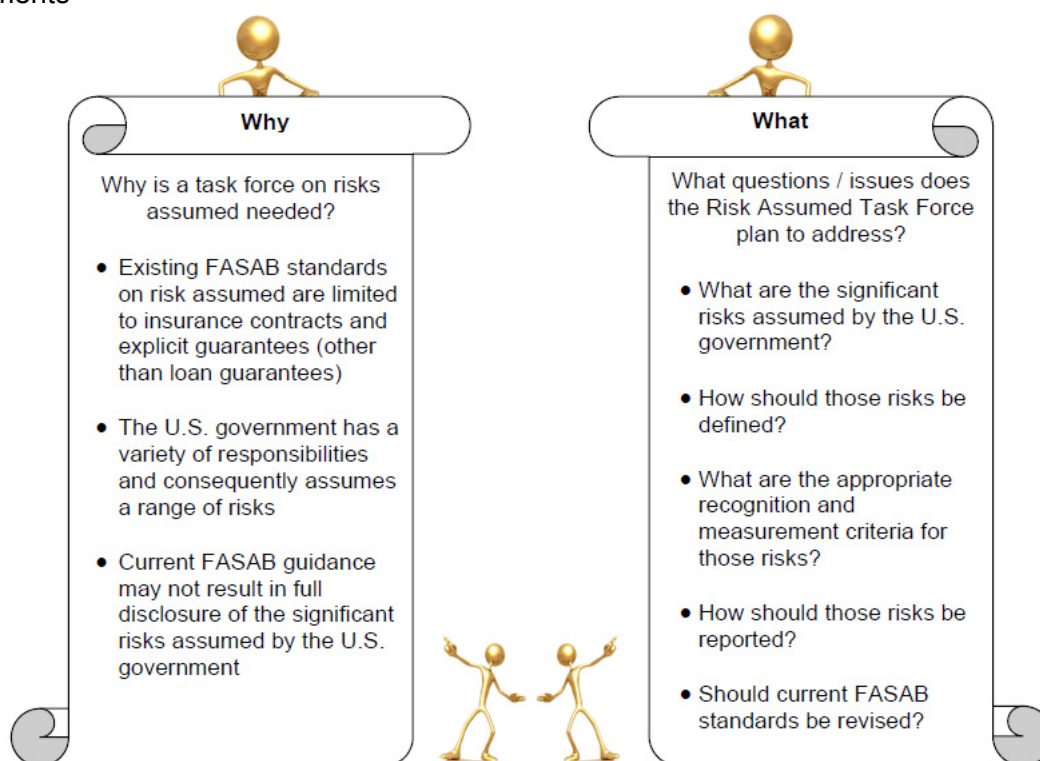 Why
Why is a task force on risks
assumed needed?
• Existing FASAB standards
on risk assumed are limited
to insurance contracts and
explicit guarantees (other
than loan guarantees)
• The U.S. government has a
variety of responsibilities
and consequently assumes
a range of risks
• Current FASAB guidance
may not result in full
disclosure of the significant
risks assumed by the U.S.
government
What
What questions / issues does
the Risk Assumed Task Force
plan to address?
• What are the significant
risks assumed by the U.S.
government?
• How should those risks be
defined?
• What are the appropriate
recognition and
measurement criteria for
those risks?
• How should those risks be
reported?
• Should current FASAB
standards be revised?